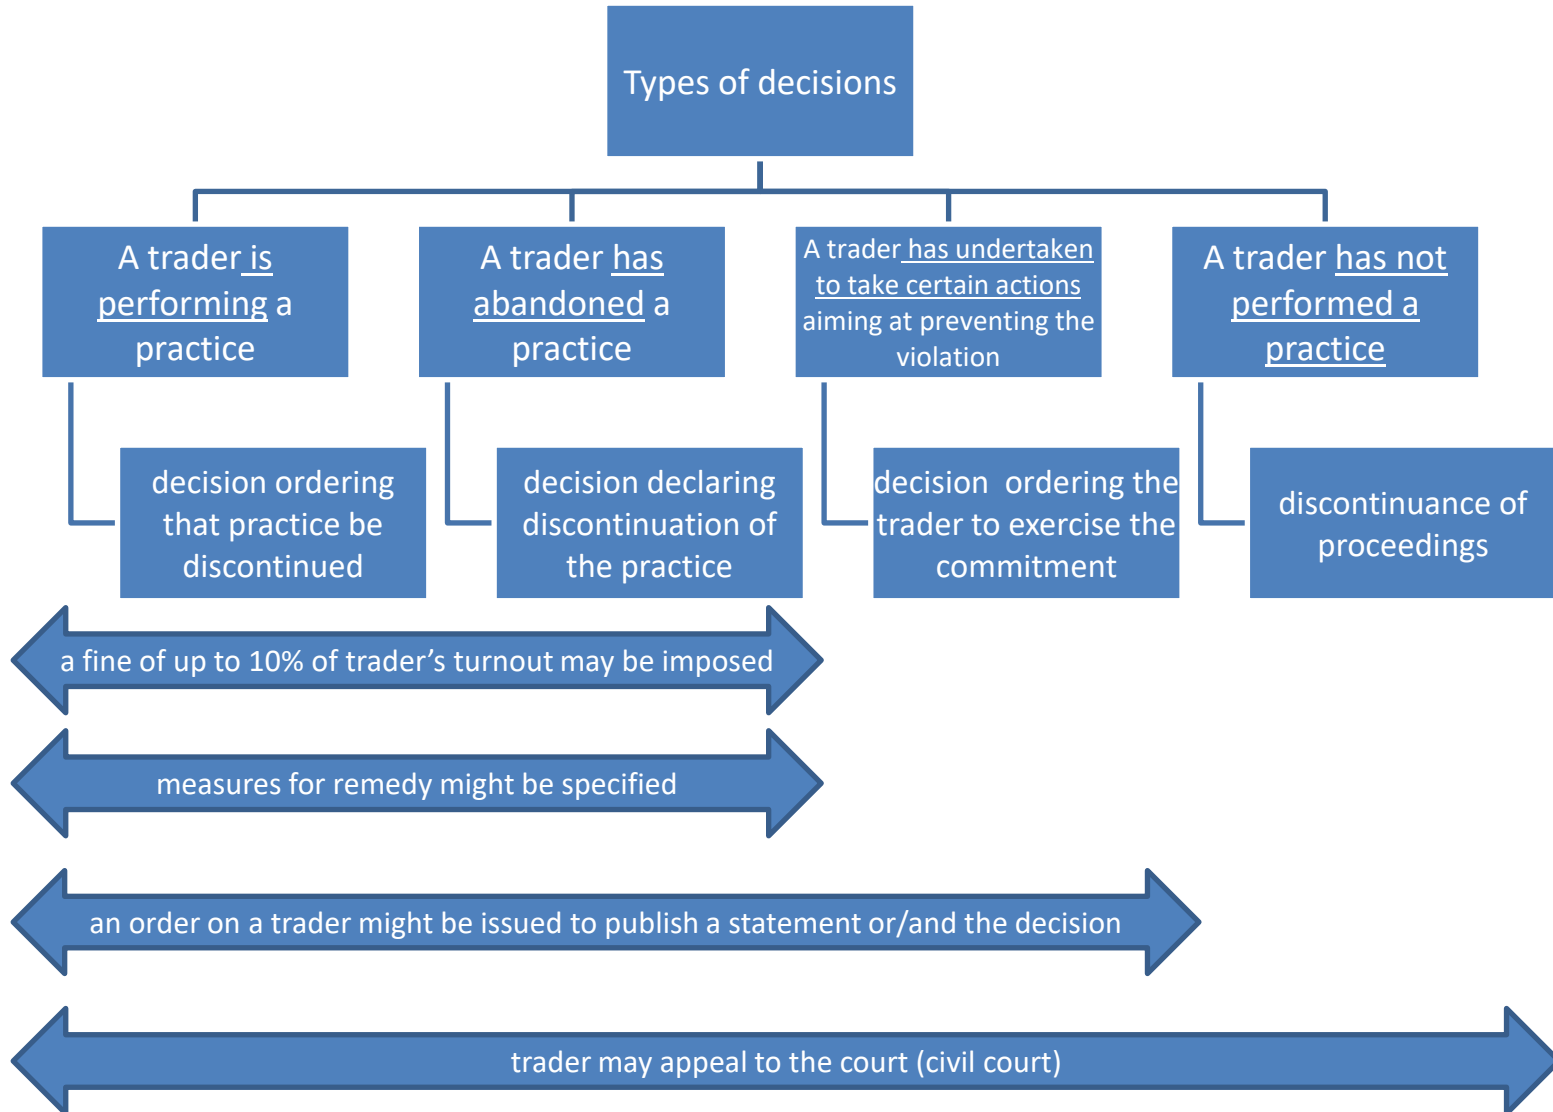 Types of decisions
A trader is
performing a
practice
A trader has
abandoned a
practice
A trader has undertaken
to take certain actions
aiming at preventing the
violation
A trader has not
performed a
practice
decision ordering
that practice be
discontinued
decision declaring
discontinuation of
the practice
decision  ordering the
trader to exercise the
commitment
discontinuance of
proceedings
a fine of up to 10% of trader’s turnout may be imposed
measures for remedy might be specified
an order on a trader might be issued to publish a statement or/and the decision
trader may appeal to the court (civil court)